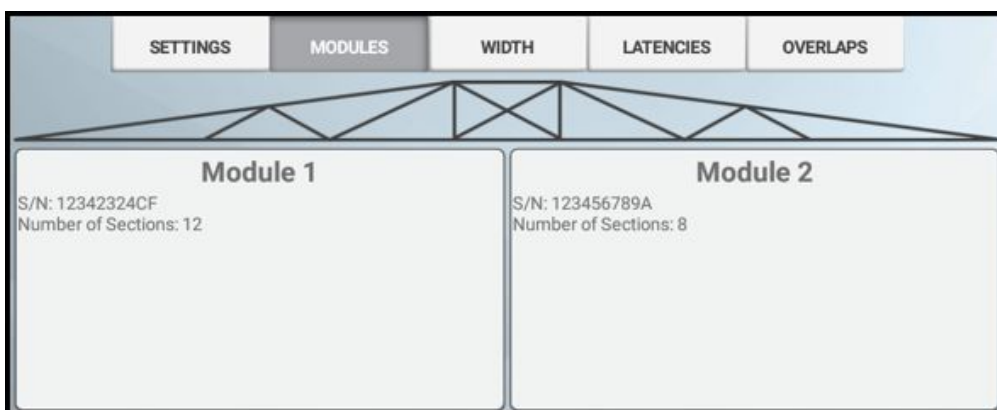 SETTINGS MODULES WIDTH LATENCIES OVERLAPS
Module 1
S/N: 12342324CF
Number of Sections: 12
Module 2
S/N: 123456789A
Number of Sections: 8